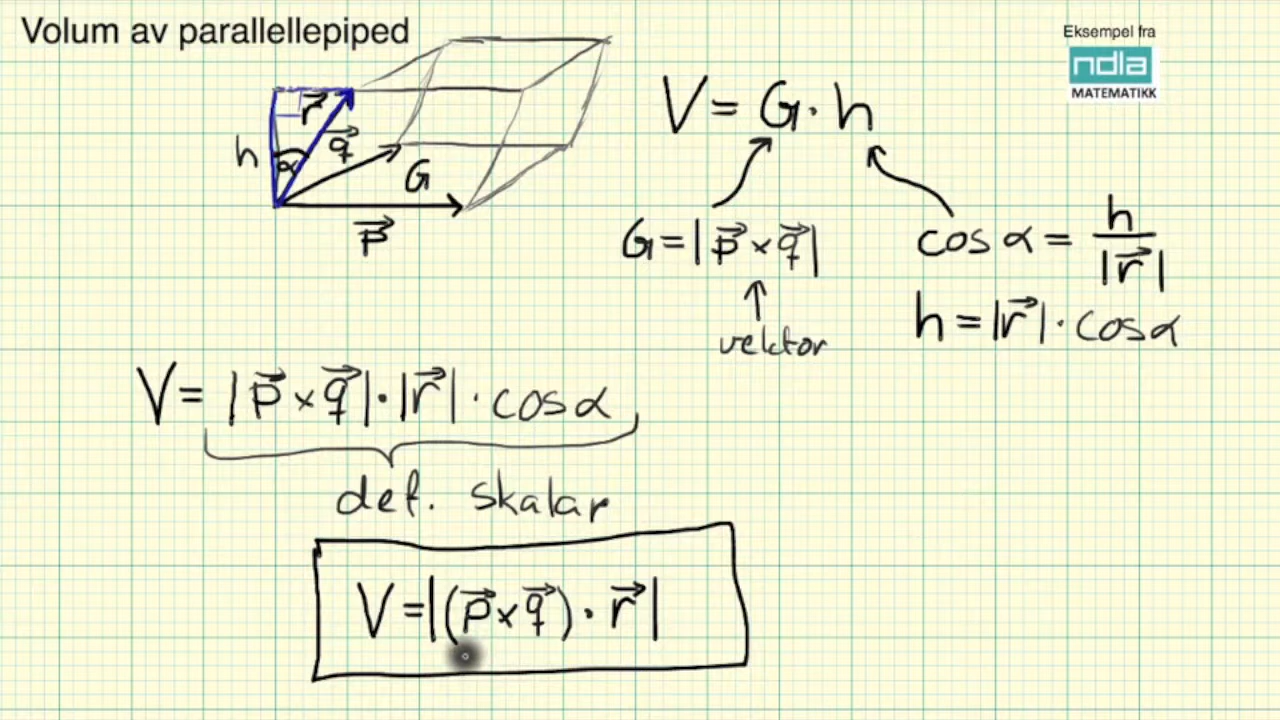 Volum av parallellepiped
Eksempel fra
ndla
MATEMATIKK
h
α
r⃗
q⃗
G
p⃗
V = G · h
G = |p⃗ × q⃗|
vektor
cos α = h / |r⃗|
h = |r⃗| · cos α
V = |p⃗ × q⃗| · |r⃗| · cos α
def. skalar
V = |(p⃗ × q⃗) · r⃗|